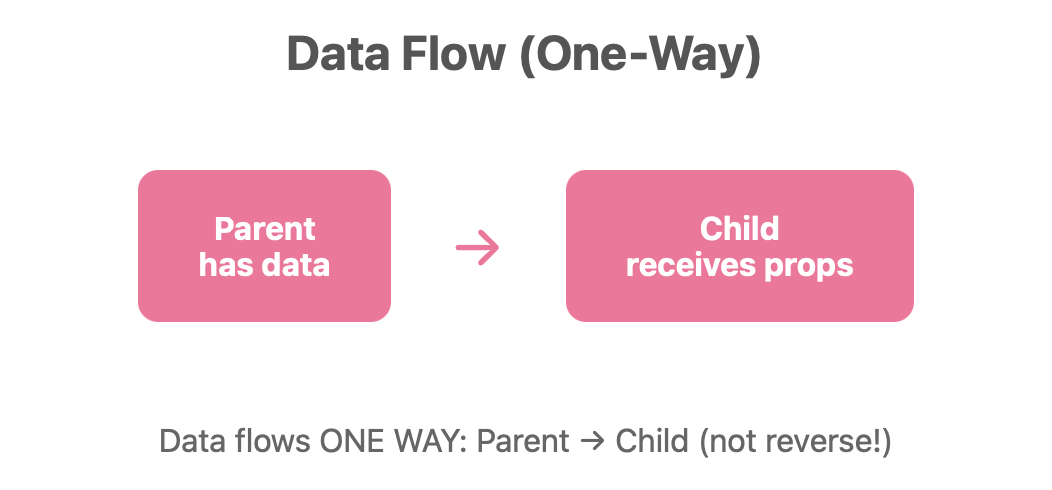 Data Flow (One-Way)
Parent
has data
→
Child
receives props
Data flows ONE WAY: Parent → Child (not reverse!)